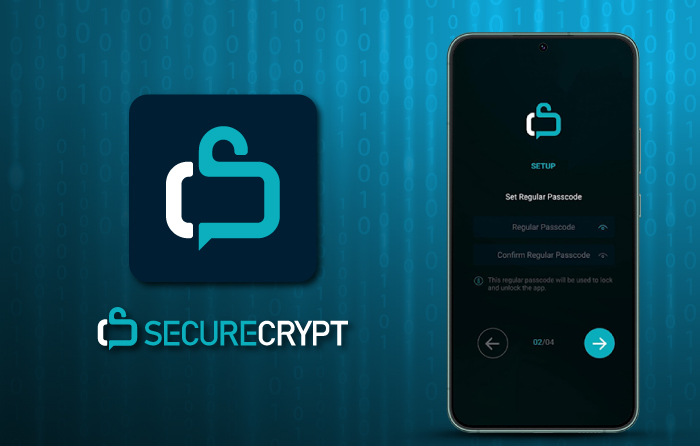 SECURECRYPT
SETUP
Set Regular Passcode
Regular Passcode
Confirm Regular Passcode
This regular passcode will be used to lock
and unlock the app.
02/04